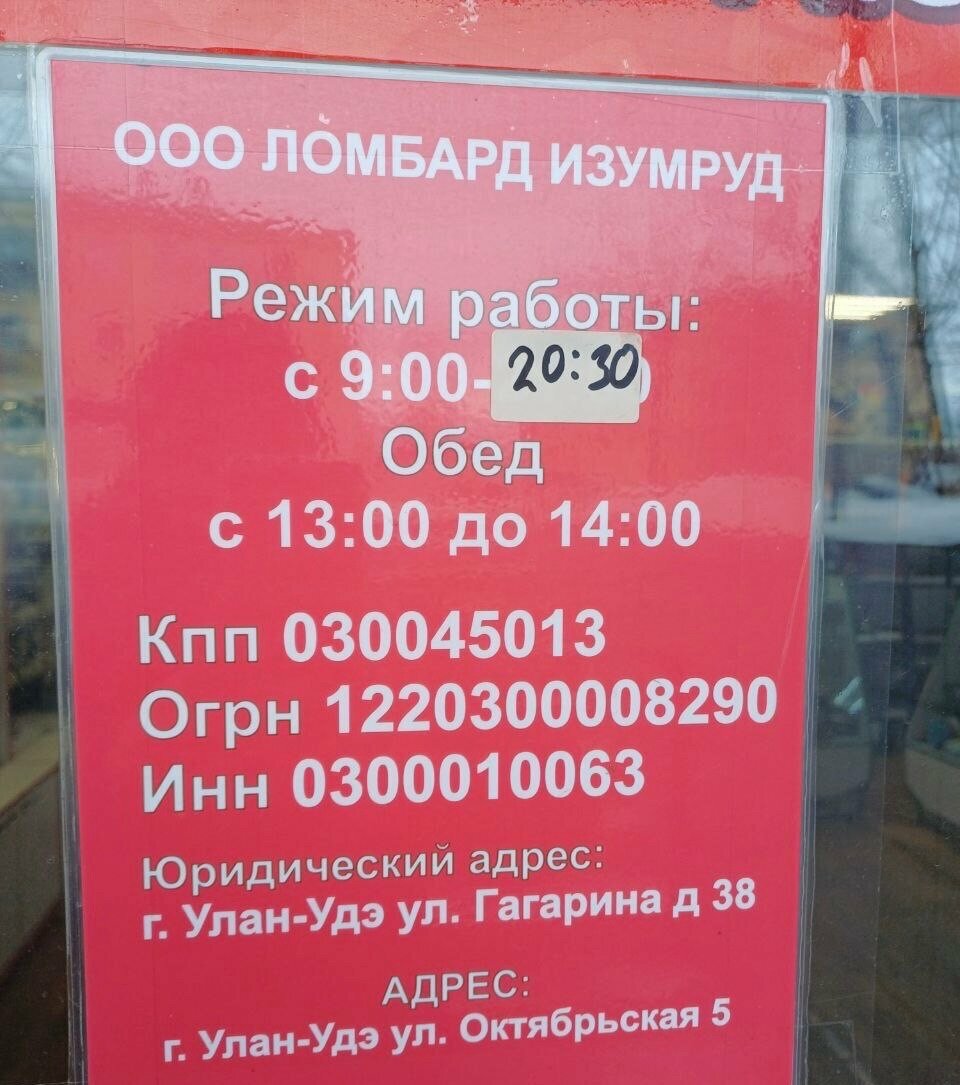 ООО ЛОМБАРД ИЗУМРУД
Режим работы:
с 9:00-20:30
Обед
с 13:00 до 14:00
Кпп 030045013
Огрн 1220300008290
Инн 0300010063
Юридический адрес:
г. Улан-Удэ ул. Гагарина д 38
АДРЕС:
г. Улан-Удэ ул. Октябрьская 5